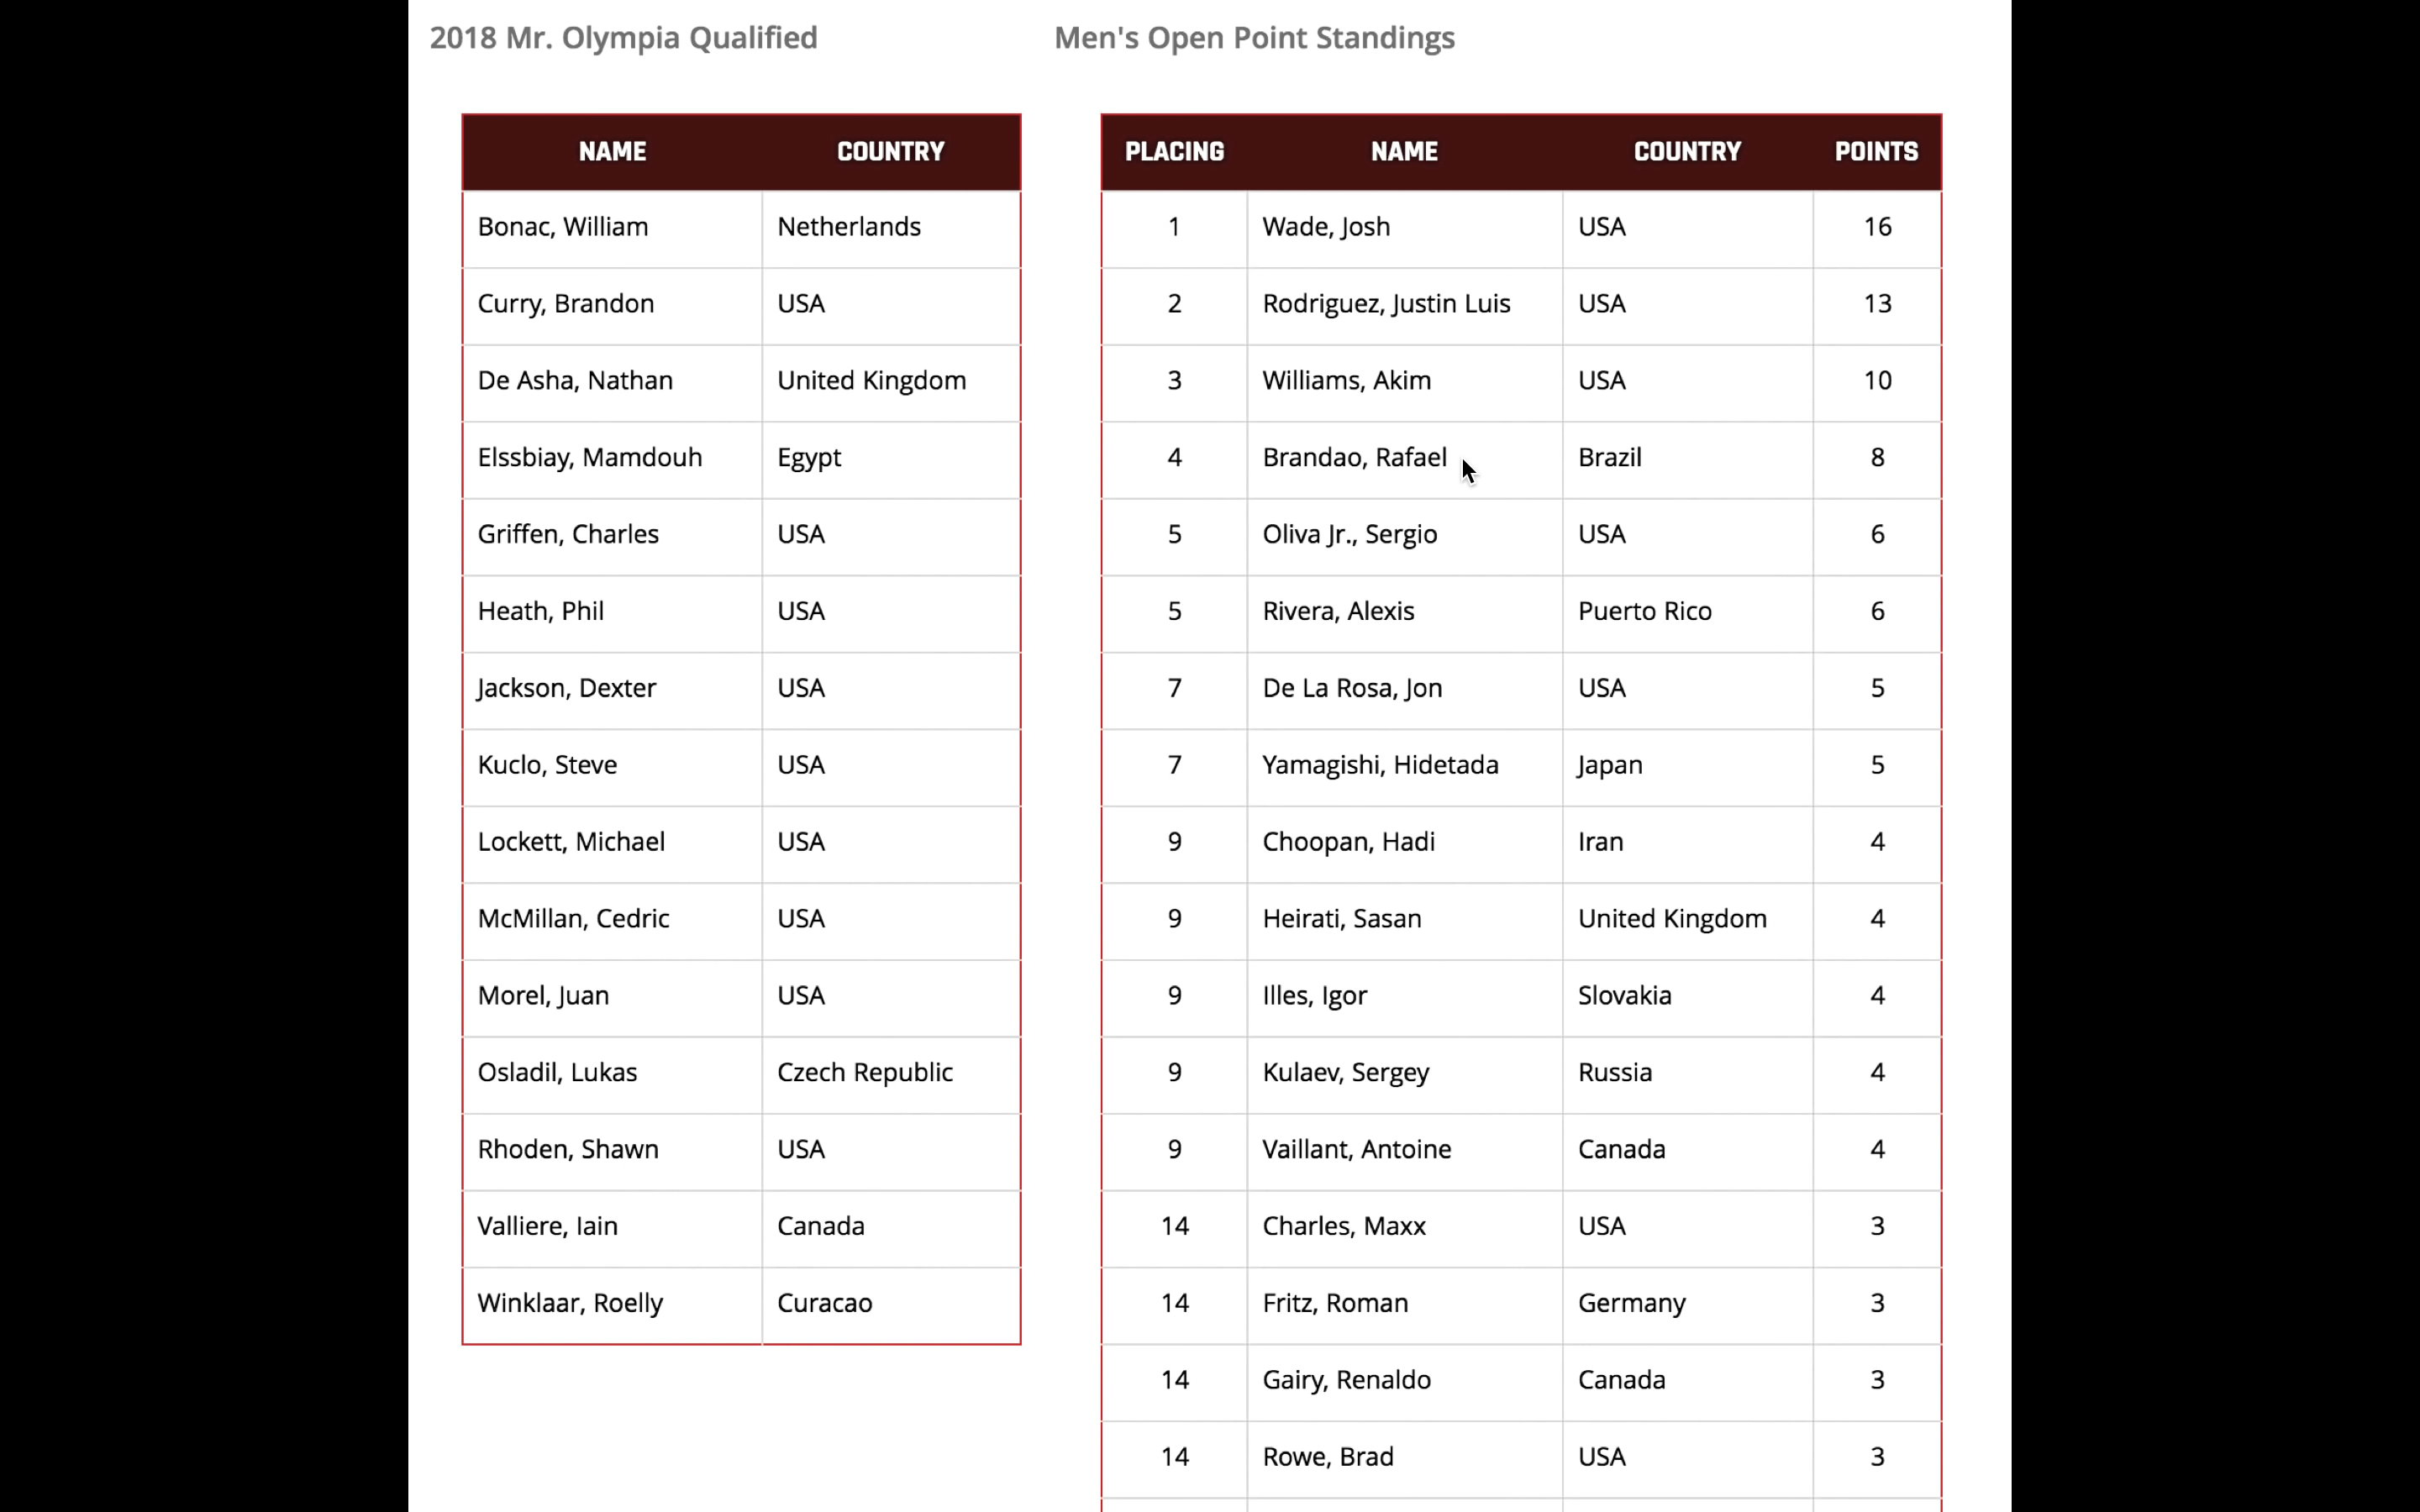 2018 Mr. Olympia Qualified
NAME COUNTRY
Bonac, William Netherlands
Curry, Brandon USA
De Asha, Nathan United Kingdom
Elssbiay, Mamdouh Egypt
Griffen, Charles USA
Heath, Phil USA
Jackson, Dexter USA
Kuclo, Steve USA
Lockett, Michael USA
McMillan, Cedric USA
Morel, Juan USA
Osladil, Lukas Czech Republic
Rhoden, Shawn USA
Valliere, Iain Canada
Winklaar, Roelly Curacao
Men's Open Point Standings
PLACING NAME COUNTRY POINTS
1 Wade, Josh USA 16
2 Rodriguez, Justin Luis USA 13
3 Williams, Akim USA 10
4 Brandao, Rafael Brazil 8
5 Oliva Jr., Sergio USA 6
5 Rivera, Alexis Puerto Rico 6
7 De La Rosa, Jon USA 5
7 Yamagishi, Hidetada Japan 5
9 Choopan, Hadi Iran 4
9 Heirati, Sasan United Kingdom 4
9 Illes, Igor Slovakia 4
9 Kulaev, Sergey Russia 4
9 Vaillant, Antoine Canada 4
14 Charles, Maxx USA 3
14 Fritz, Roman Germany 3
14 Gairy, Renaldo Canada 3
14 Rowe, Brad USA 3